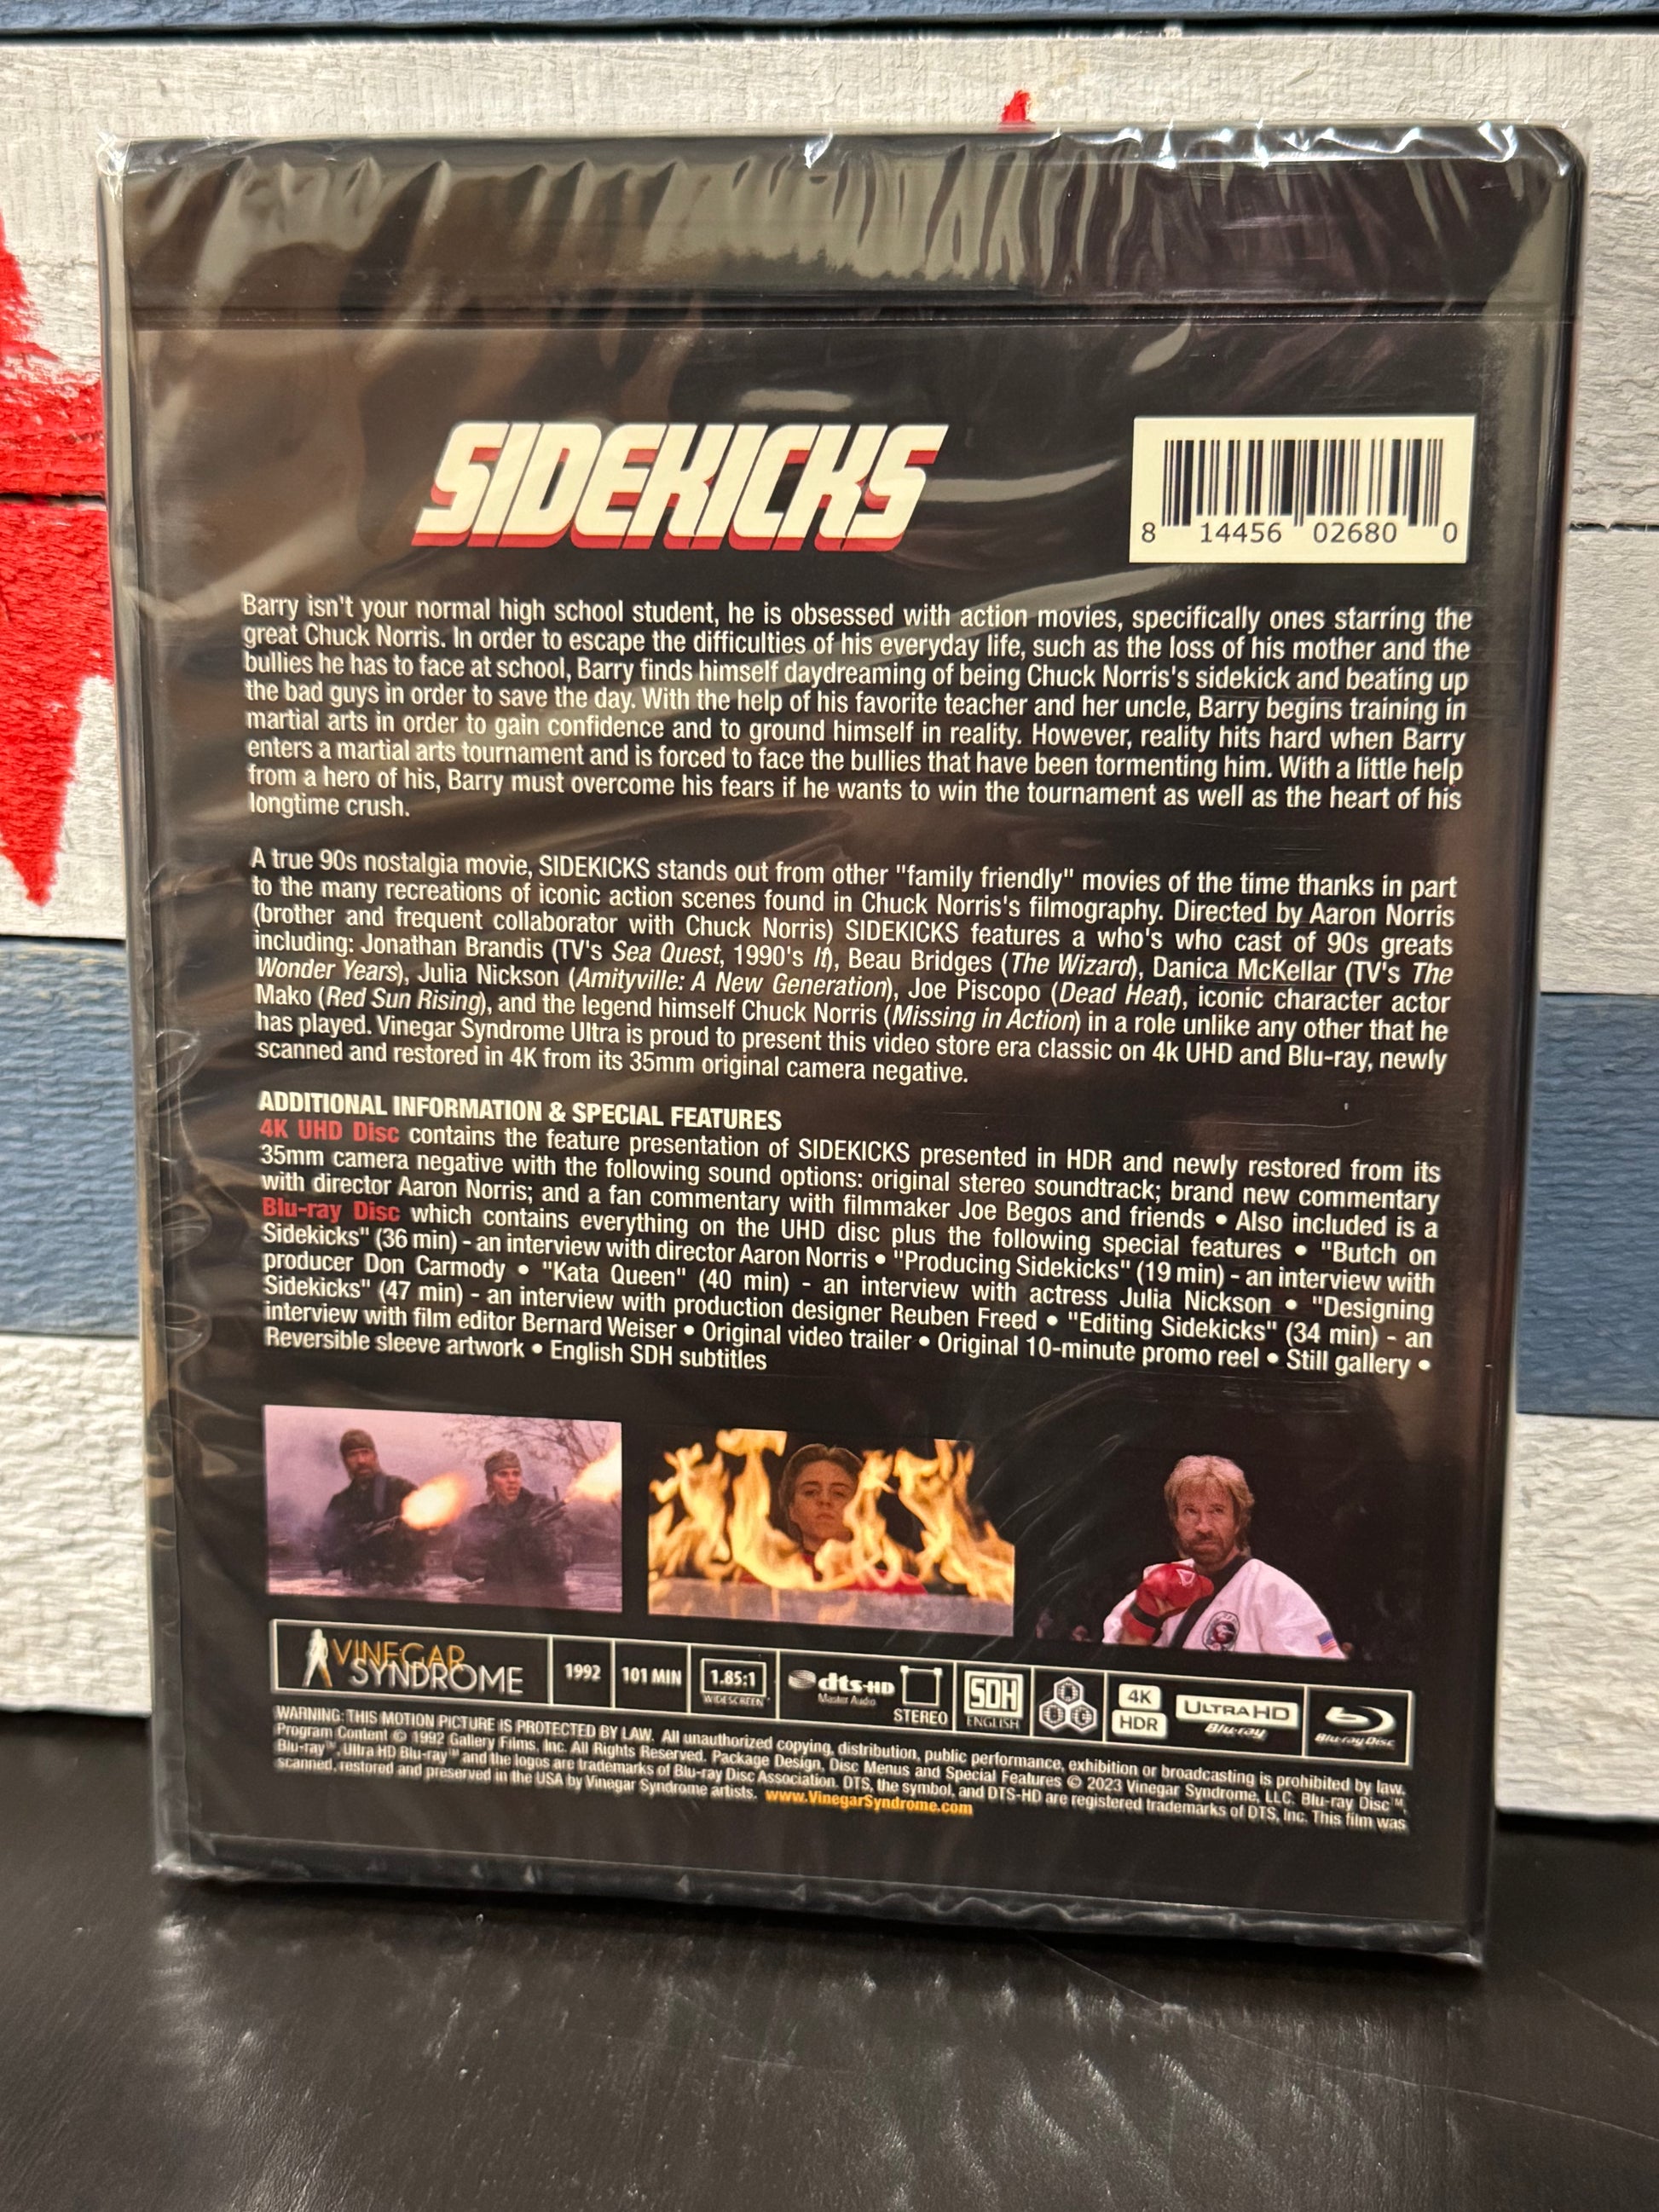 SIDEKICKS
8 14456 02680 0
Barry isn't your normal high school student, he is obsessed with action movies, specifically ones starring the
great Chuck Norris. In order to escape the difficulties of his everyday life, such as the loss of his mother and the
bullies he has to face at school, Barry finds himself daydreaming of being Chuck Norris's sidekick and beating up
the bad guys in order to save the day. With the help of his favorite teacher and her uncle, Barry begins training in
martial arts in order to gain confidence and to ground himself in reality. However, reality hits hard when Barry
enters a martial arts tournament and is forced to face the bullies that have been tormenting him. With a little help
from a hero of his, Barry must overcome his fears if he wants to win the tournament as well as the heart of his
longtime crush.
A true 90s nostalgia movie, SIDEKICKS stands out from other "family friendly" movies of the time thanks in part
to the many recreations of iconic action scenes found in Chuck Norris's filmography. Directed by Aaron Norris
(brother and frequent collaborator with Chuck Norris) SIDEKICKS features a who's who cast of 90s greats
including: Jonathan Brandis (TV's Sea Quest, 1990's It), Beau Bridges (The Wizard), Danica McKellar (TV's The
Wonder Years), Julia Nickson (Amityville: A New Generation), Joe Piscopo (Dead Heat), iconic character actor
Mako (Red Sun Rising), and the legend himself Chuck Norris (Missing in Action) in a role unlike any other that he
has played. Vinegar Syndrome Ultra is proud to present this video store era classic on 4k UHD and Blu-ray, newly
scanned and restored in 4K from its 35mm original camera negative.
ADDITIONAL INFORMATION & SPECIAL FEATURES
4K UHD Disc contains the feature presentation of SIDEKICKS presented in HDR and newly restored from its
35mm camera negative with the following sound options: original stereo soundtrack; brand new commentary
with director Aaron Norris; and a fan commentary with filmmaker Joe Begos and friends • Also included is a
Blu-ray Disc which contains everything on the UHD disc plus the following special features • "Butch on
Sidekicks" (36 min) - an interview with director Aaron Norris • "Producing Sidekicks" (19 min) - an interview with
producer Don Carmody • "Kata Queen" (40 min) - an interview with actress Julia Nickson • "Designing
Sidekicks" (47 min) - an interview with production designer Reuben Freed • "Editing Sidekicks" (34 min) - an
interview with film editor Bernard Weiser • Original video trailer • Original 10-minute promo reel • Still gallery •
Reversible sleeve artwork • English SDH subtitles
VINEGAR SYNDROME 1992 101 MIN 1.85:1 WIDESCREEN dts-HD Master Audio STEREO SDH ENGLISH A B C 4K HDR ULTRA HD Blu-ray Blu-ray Disc
WARNING: THIS MOTION PICTURE IS PROTECTED BY LAW. All unauthorized copying, distribution, public performance, exhibition or broadcasting is prohibited by law.
Program Content © 1992 Gallery Films, Inc. All Rights Reserved. Package Design, Disc Menus and Special Features © 2023 Vinegar Syndrome, LLC. Blu-ray Disc™,
Blu-ray™, Ultra HD Blu-ray™ and the logos are trademarks of Blu-ray Disc Association. DTS, the symbol, and DTS-HD are registered trademarks of DTS, Inc. This film was
scanned, restored and preserved in the USA by Vinegar Syndrome artists. www.VinegarSyndrome.com